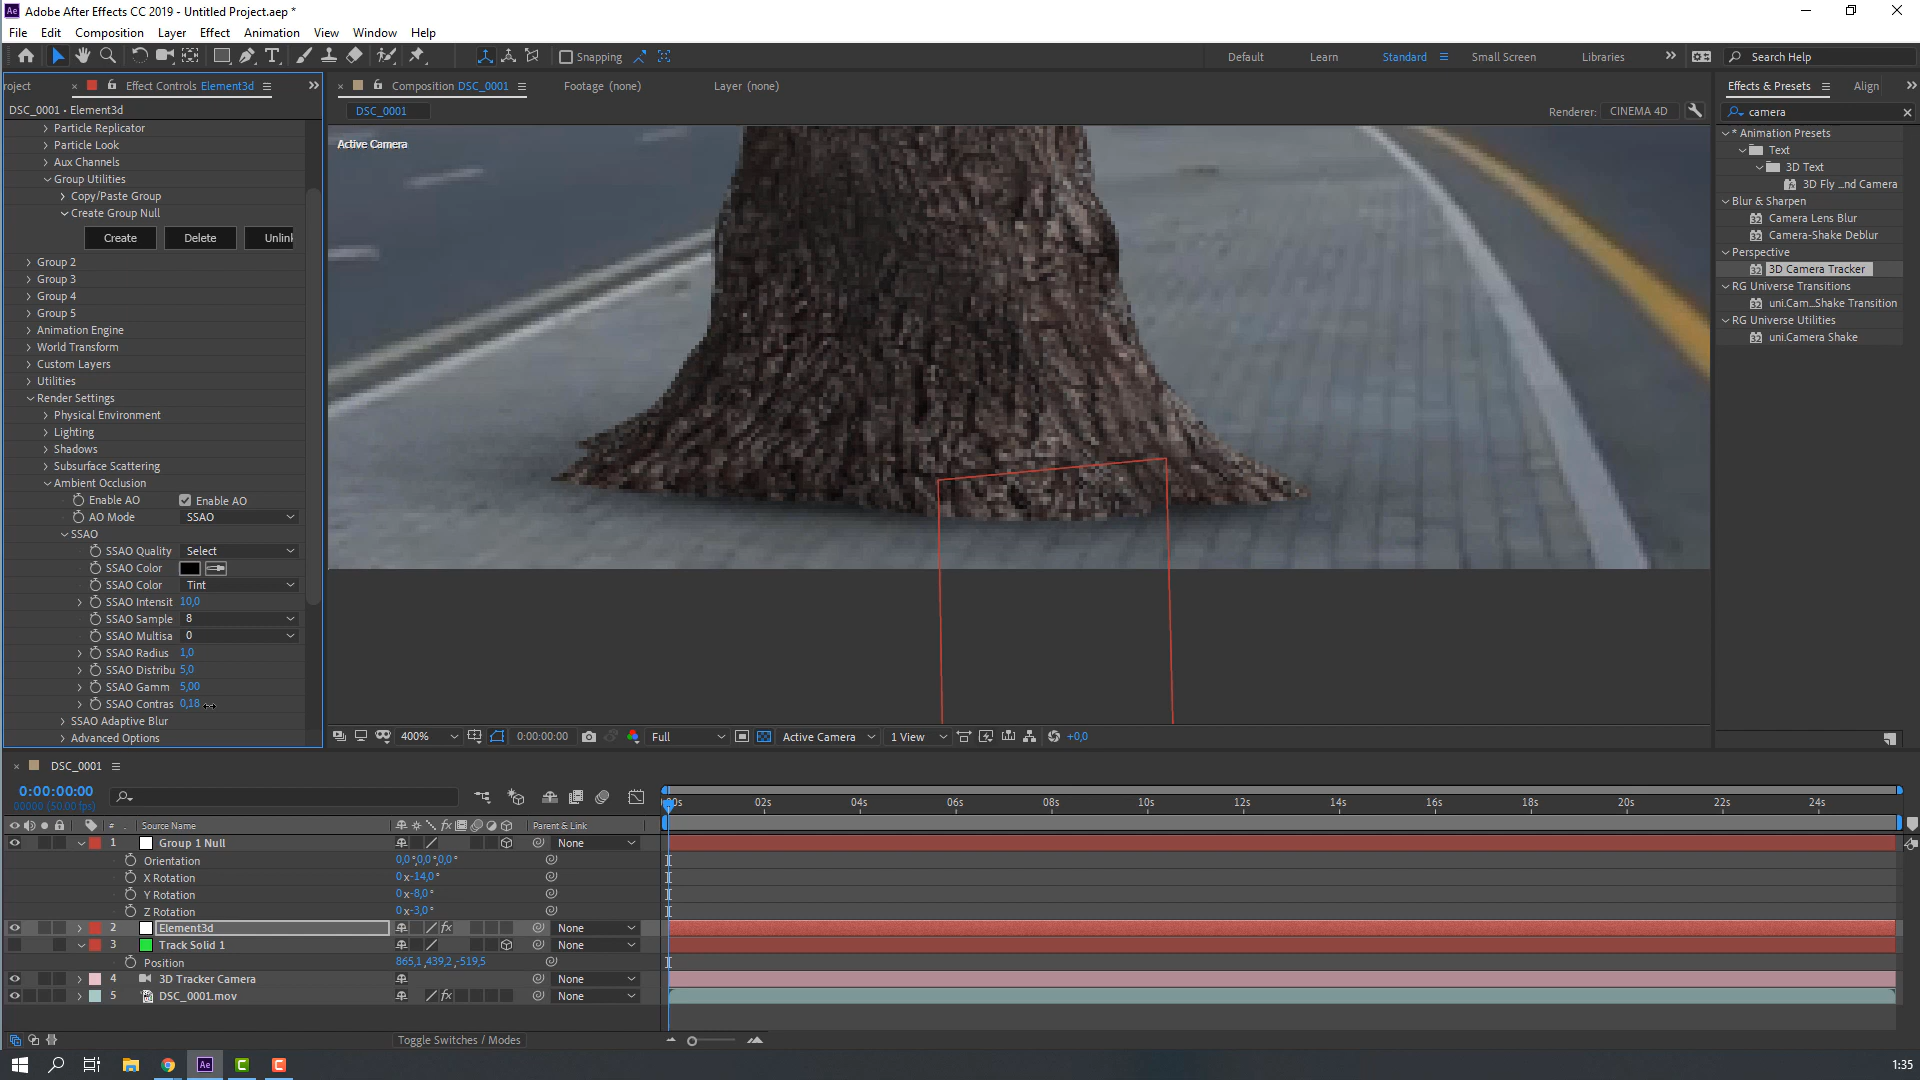 Adobe After Effects CC 2019 - Untitled Project.aep *
File Edit Composition Layer Effect Animation View Window Help
Snapping
Default Learn Standard Small Screen Libraries Search Help
roject Effect Controls Element3d
Composition DSC_0001 Footage (none) Layer (none)
Effects & Presets Align
DSC_0001 • Element3d
DSC_0001
Renderer: CINEMA 4D
camera
Active Camera
Particle Replicator
Particle Look
Aux Channels
Group Utilities
Copy/Paste Group
Create Group Null
Create Delete Unlink
Group 2
Group 3
Group 4
Group 5
Animation Engine
World Transform
Custom Layers
Utilities
Render Settings
Physical Environment
Lighting
Shadows
Subsurface Scattering
Ambient Occlusion
Enable AO Enable AO
AO Mode SSAO
SSAO
SSAO Quality Select
SSAO Color
SSAO Color Tint
SSAO Intensit 10,0
SSAO Sample 8
SSAO Multisa 0
SSAO Radius 1,0
SSAO Distribu 5,0
SSAO Gamm 5,00
SSAO Contras 0,18
SSAO Adaptive Blur
Advanced Options
* Animation Presets
Text
3D Text
3D Fly ...nd Camera
Blur & Sharpen
Camera Lens Blur
Camera-Shake Deblur
Perspective
3D Camera Tracker
RG Universe Transitions
uni.Cam...Shake Transition
RG Universe Utilities
uni.Camera Shake
400% 0:00:00:00 Full Active Camera 1 View +0,0
DSC_0001
0:00:00:00
00000 (50.00 fps)
00s 02s 04s 06s 08s 10s 12s 14s 16s 18s 20s 22s 24s
# Source Name Parent & Link
1 Group 1 Null None
Orientation 0,0°,0,0°,0,0°
X Rotation 0x-14,0°
Y Rotation 0x-8,0°
Z Rotation 0x-3,0°
2 Element3d None
3 Track Solid 1 None
Position 865,1,439,2,-519,5
4 3D Tracker Camera None
5 DSC_0001.mov None
Toggle Switches / Modes
1:35